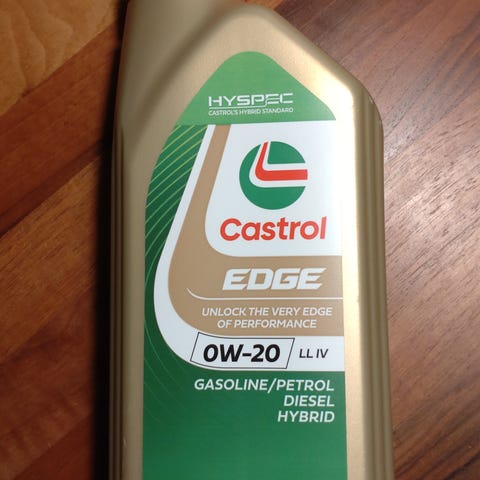 HYSPEC
CASTROL'S HYBRID STANDARD
Castrol
EDGE
UNLOCK THE VERY EDGE
OF PERFORMANCE
0W-20 LL IV
GASOLINE/PETROL
DIESEL
HYBRID